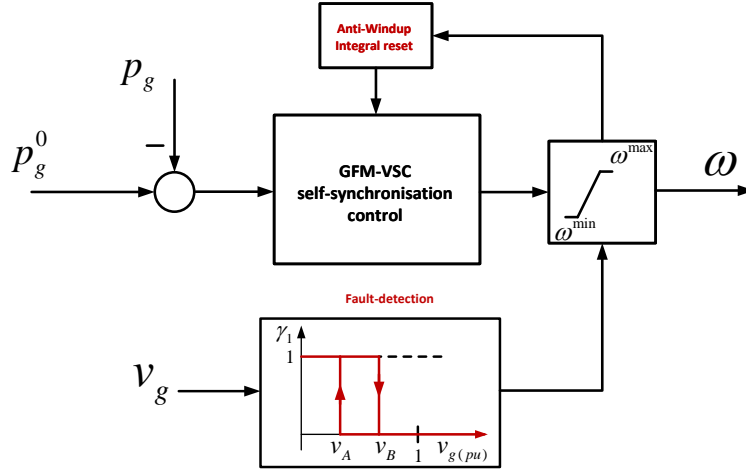 Anti-Windup
Integral reset
p_g
p_g^0
−
GFM-VSC
self-synchronisation
control
ω^max
ω^min
ω
Fault-detection
v_g
γ_1
1
v_A
v_B
1
v_g(pu)